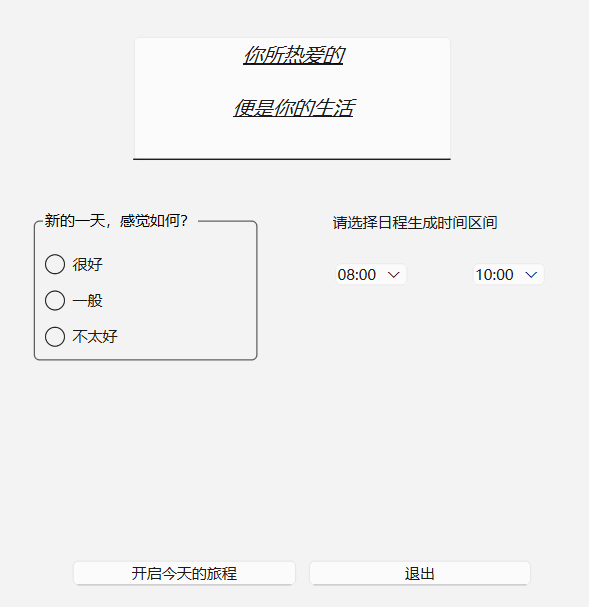 你所热爱的
便是你的生活
新的一天，感觉如何？
请选择日程生成时间区间
很好
08:00
10:00
一般
不太好
开启今天的旅程
退出